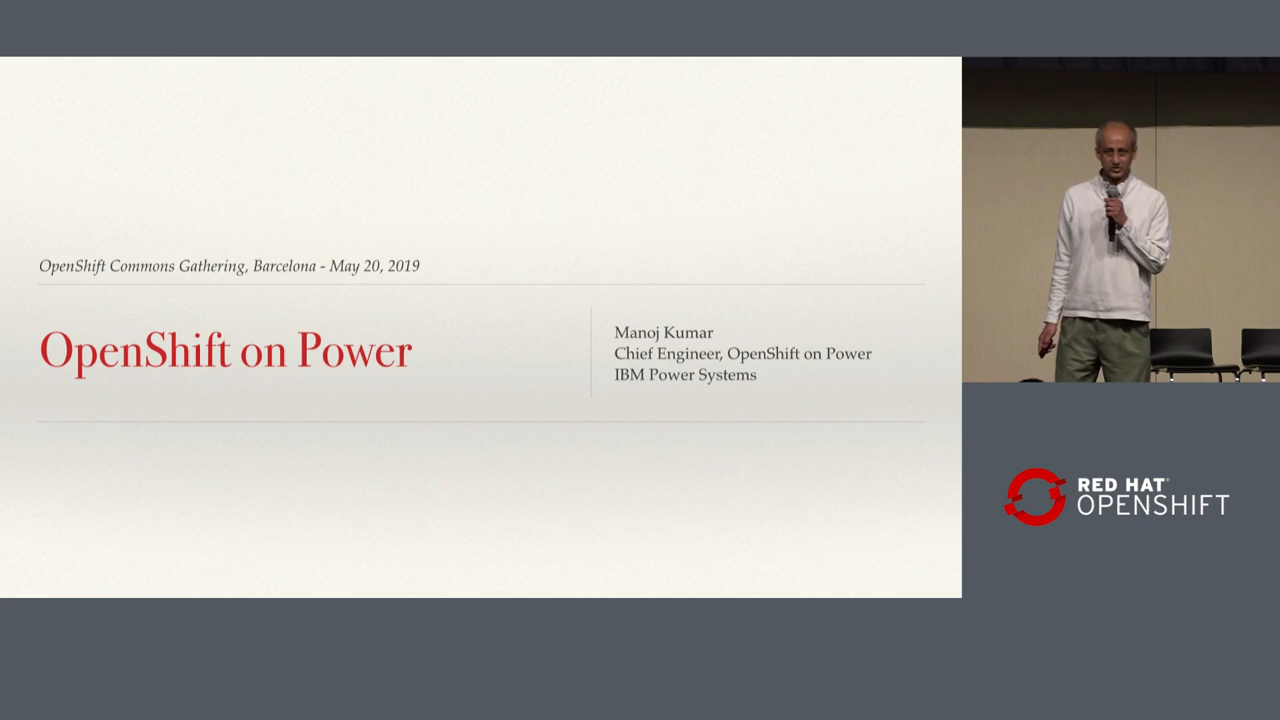 OpenShift Commons Gathering, Barcelona - May 20, 2019
OpenShift on Power
Manoj Kumar
Chief Engineer, OpenShift on Power
IBM Power Systems
RED HAT®
OPENSHIFT